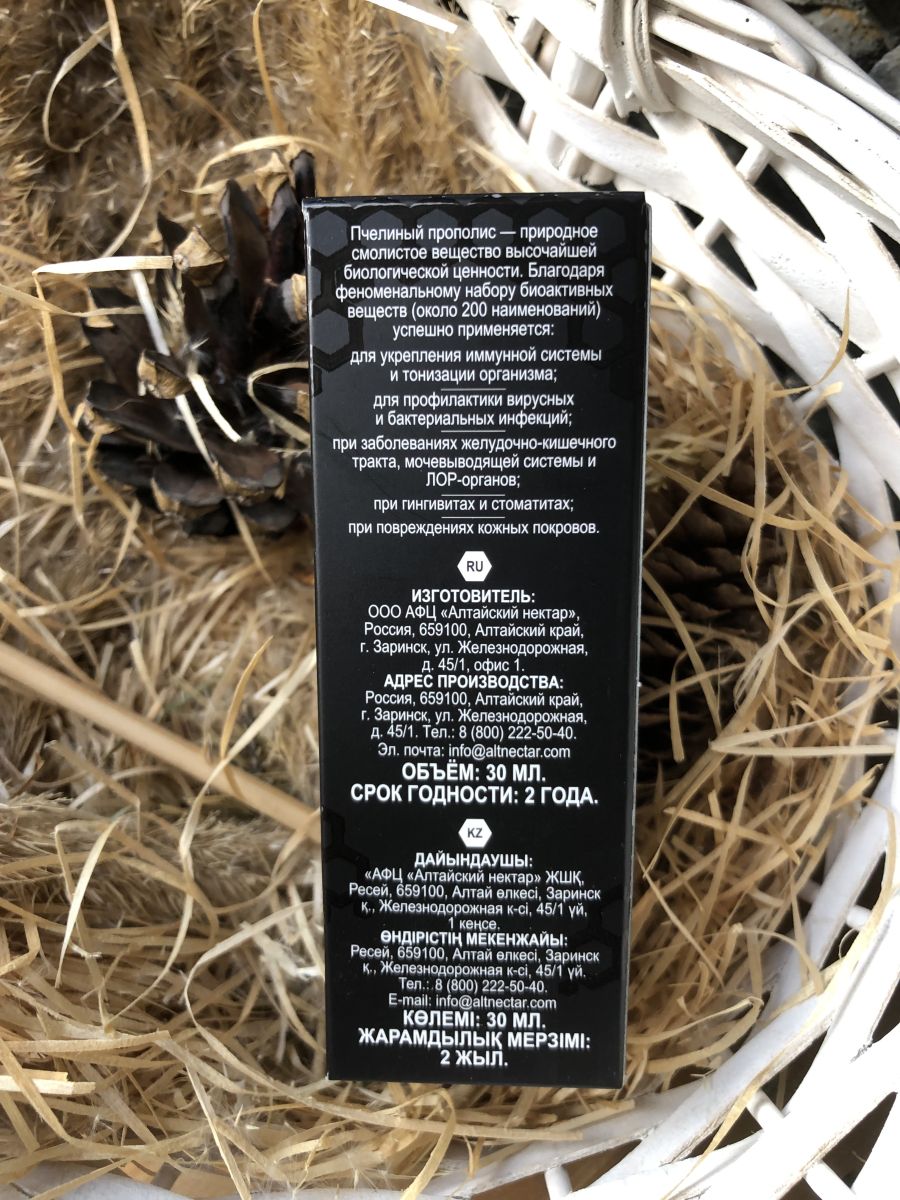 Пчелиный прополис — природное
смолистое вещество высочайшей
биологической ценности. Благодаря
феноменальному набору биоактивных
веществ (около 200 наименований)
успешно применяется:
для укрепления иммунной системы
и тонизации организма;
для профилактики вирусных
и бактериальных инфекций;
при заболеваниях желудочно-кишечного
тракта, мочевыводящей системы и
ЛОР-органов;
при гингивитах и стоматитах;
при повреждениях кожных покровов.
RU
ИЗГОТОВИТЕЛЬ:
ООО АФЦ «Алтайский нектар»,
Россия, 659100, Алтайский край,
г. Заринск, ул. Железнодорожная,
д. 45/1, офис 1.
АДРЕС ПРОИЗВОДСТВА:
Россия, 659100, Алтайский край,
г. Заринск, ул. Железнодорожная,
д. 45/1. Тел.: 8 (800) 222-50-40.
Эл. почта: info@altnectar.com
ОБЪЁМ: 30 МЛ.
СРОК ГОДНОСТИ: 2 ГОДА.
KZ
ДАЙЫНДАУШЫ:
«АФЦ «Алтайский нектар» ЖШҚ,
Ресей, 659100, Алтай өлкесі, Заринск
қ., Железнодорожная к-сі, 45/1 үй,
1 кеңсе.
ӨНДІРІСТІҢ МЕКЕНЖАЙЫ:
Ресей, 659100, Алтай өлкесі, Заринск
қ., Железнодорожная к-сі, 45/1 үй.
Тел.: 8 (800) 222-50-40.
E-mail: info@altnectar.com
КӨЛЕМІ: 30 МЛ.
ЖАРАМДЫЛЫҚ МЕРЗІМІ:
2 ЖЫЛ.